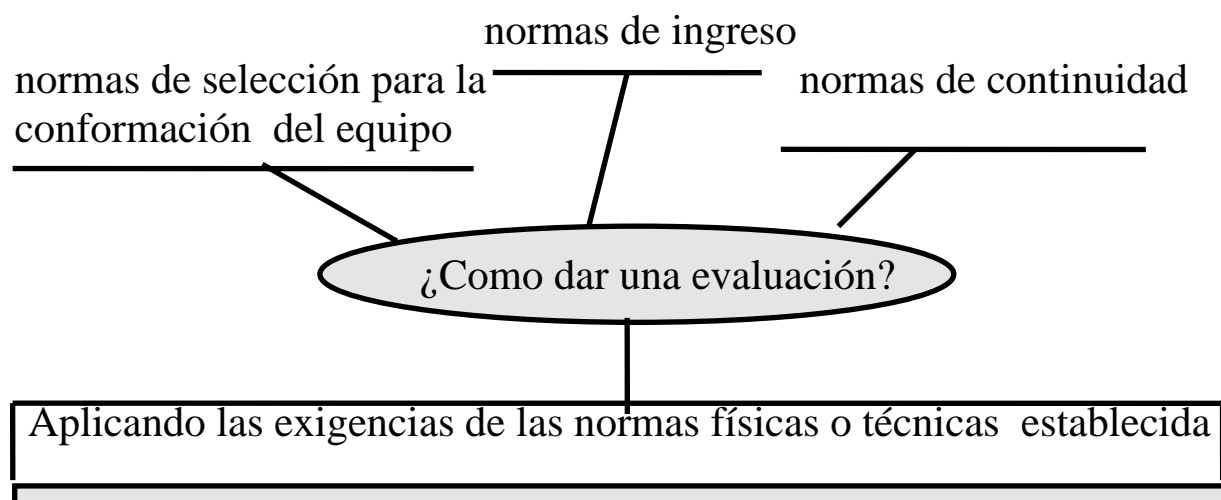 normas de ingreso
normas de selección para la
conformación del equipo
normas de continuidad
¿Como dar una evaluación?
Aplicando las exigencias de las normas físicas o técnicas establecida